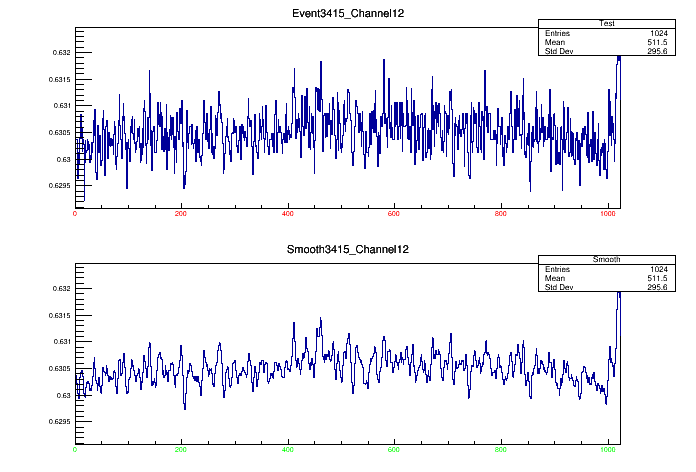 Event3415_Channel12
Test
Entries 1024
Mean 511.5
Std Dev 295.6
0.632
0.6315
0.631
0.6305
0.63
0.6295
0 200 400 600 800 1000
Smooth3415_Channel12
Smooth
Entries 1024
Mean 511.5
Std Dev 295.6
0.632
0.6315
0.631
0.6305
0.63
0.6295
0 200 400 600 800 1000